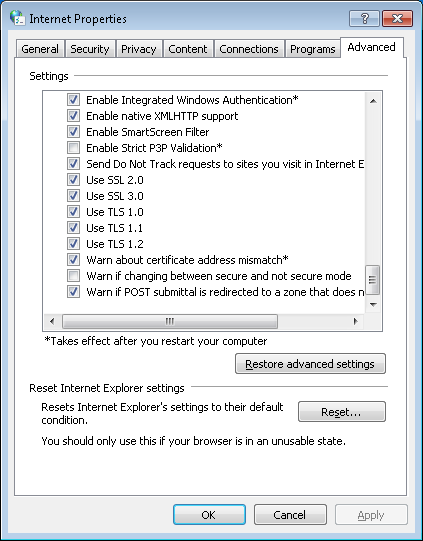 Internet Properties
General Security Privacy Content Connections Programs Advanced
Settings
Enable Integrated Windows Authentication*
Enable native XMLHTTP support
Enable SmartScreen Filter
Enable Strict P3P Validation*
Send Do Not Track requests to sites you visit in Internet E
Use SSL 2.0
Use SSL 3.0
Use TLS 1.0
Use TLS 1.1
Use TLS 1.2
Warn about certificate address mismatch*
Warn if changing between secure and not secure mode
Warn if POST submittal is redirected to a zone that does n
*Takes effect after you restart your computer
Restore advanced settings
Reset Internet Explorer settings
Resets Internet Explorer's settings to their default
condition.
Reset...
You should only use this if your browser is in an unusable state.
OK Cancel Apply